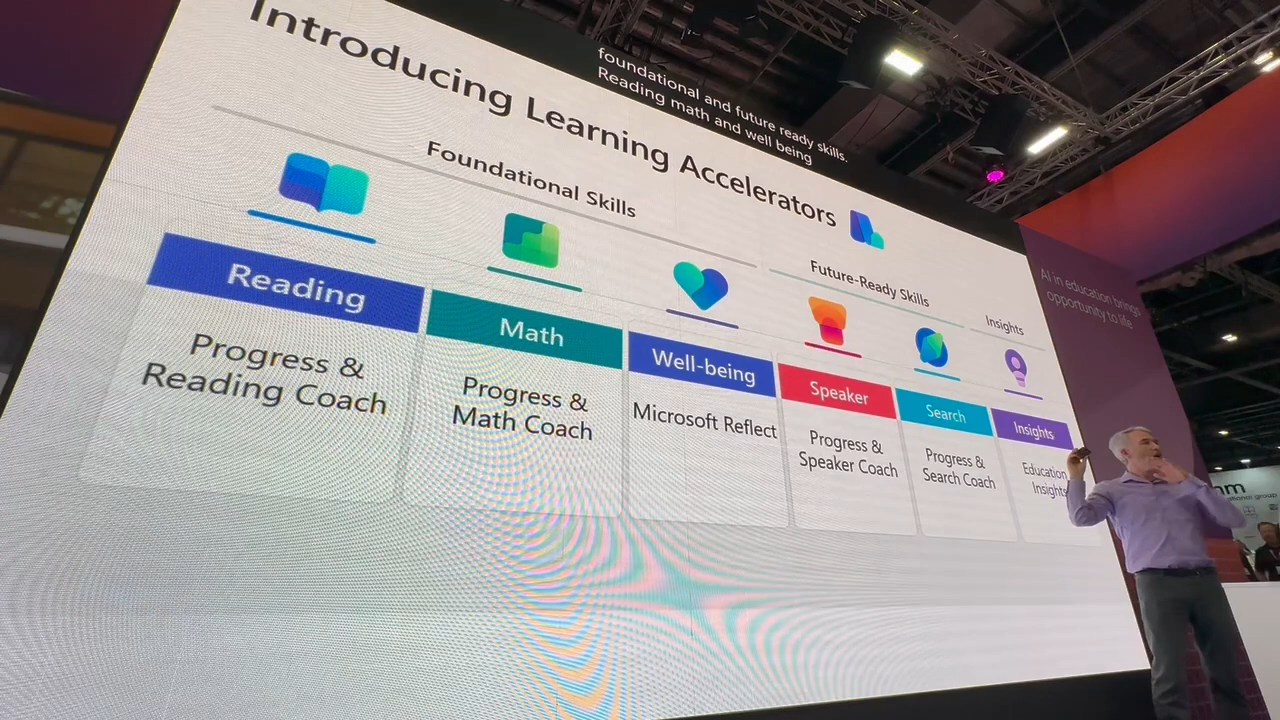 foundational and future ready skills.
Reading math and well being
Introducing Learning Accelerators
Foundational Skills
Future-Ready Skills
Insights
Reading
Progress &
Reading Coach
Math
Progress &
Math Coach
Well-being
Microsoft Reflect
Speaker
Progress &
Speaker Coach
Search
Progress &
Search Coach
Insights
Education
Insights
AI in education brings
opportunity to life